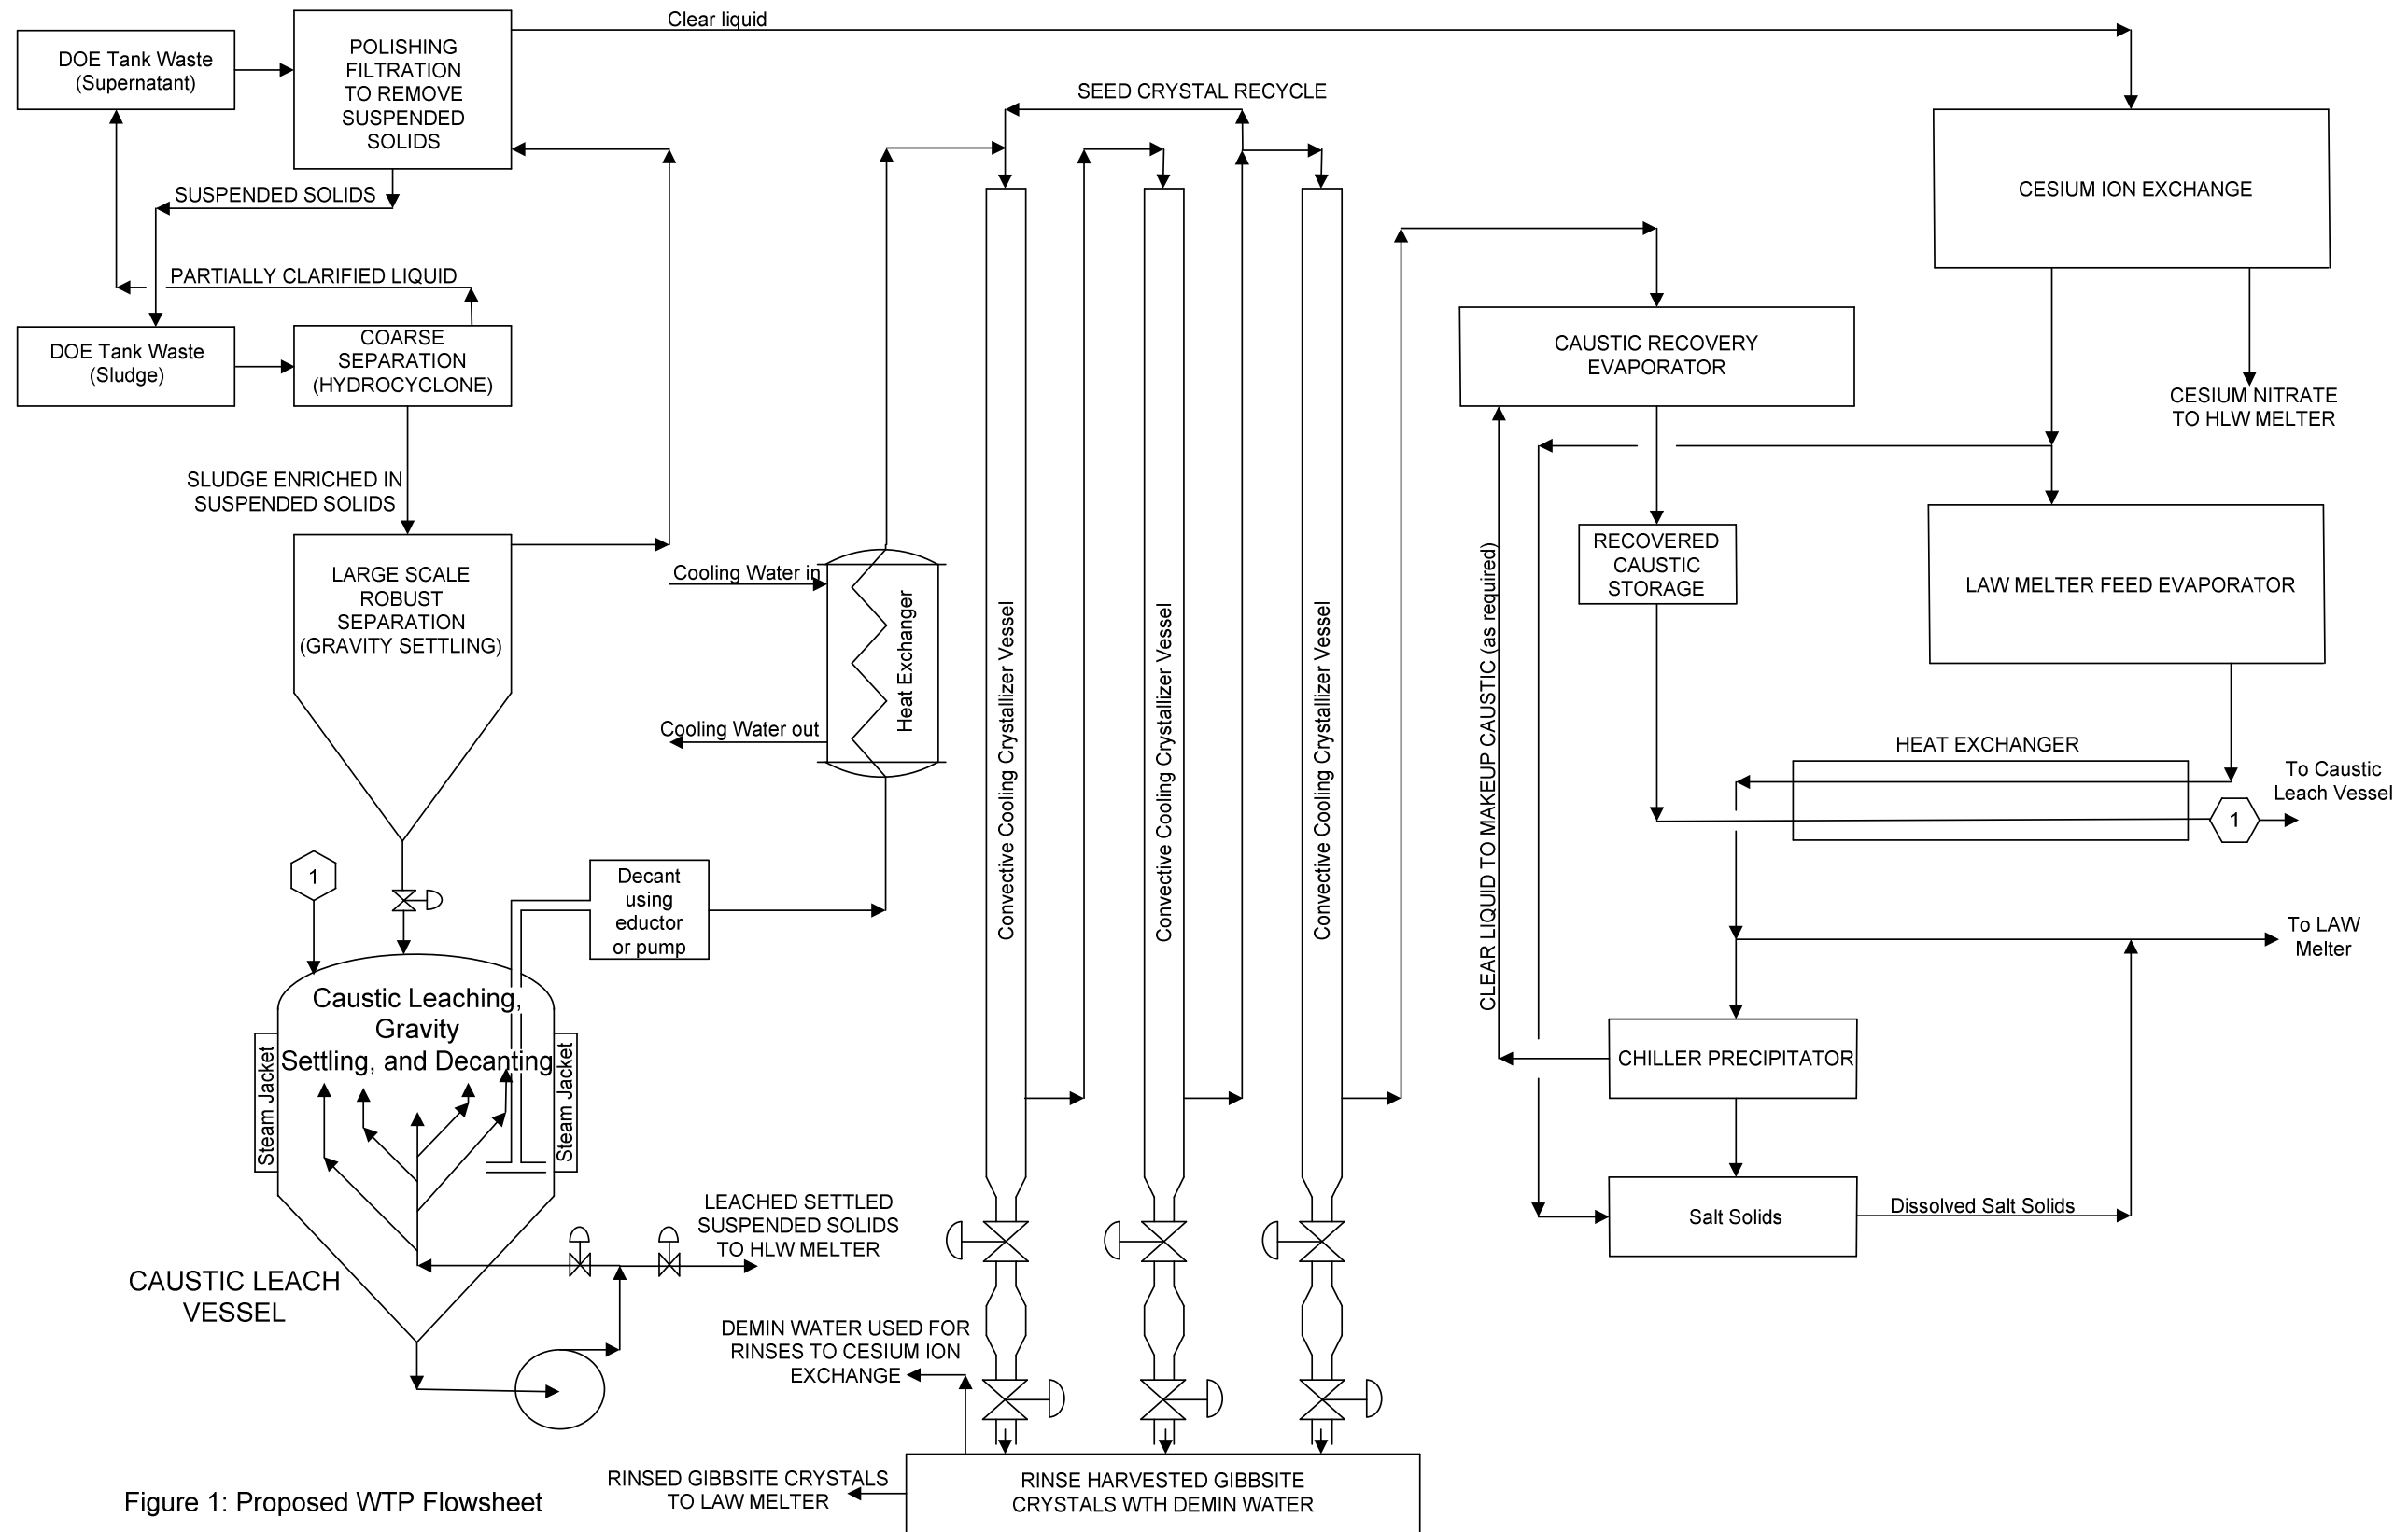 Clear liquid
DOE Tank Waste
(Supernatant)
POLISHING
FILTRATION
TO REMOVE
SUSPENDED
SOLIDS
SEED CRYSTAL RECYCLE
SUSPENDED SOLIDS
CESIUM ION EXCHANGE
PARTIALLY CLARIFIED LIQUID
DOE Tank Waste
(Sludge)
COARSE
SEPARATION
(HYDROCYCLONE)
CAUSTIC RECOVERY
EVAPORATOR
CESIUM NITRATE
TO HLW MELTER
SLUDGE ENRICHED IN
SUSPENDED SOLIDS
LARGE SCALE
ROBUST
SEPARATION
(GRAVITY SETTLING)
Cooling Water in
Heat Exchanger
Cooling Water out
Convective Cooling Crystallizer Vessel
Convective Cooling Crystallizer Vessel
Convective Cooling Crystallizer Vessel
CLEAR LIQUID TO MAKEUP CAUSTIC (as required)
RECOVERED
CAUSTIC
STORAGE
LAW MELTER FEED EVAPORATOR
HEAT EXCHANGER
To Caustic
Leach Vessel
1
1
Decant
using
eductor
or pump
To LAW
Melter
Caustic Leaching,
Gravity
Settling, and Decanting
Steam Jacket
Steam Jacket
CHILLER PRECIPITATOR
Salt Solids
Dissolved Salt Solids
LEACHED SETTLED
SUSPENDED SOLIDS
TO HLW MELTER
CAUSTIC LEACH
VESSEL
DEMIN WATER USED FOR
RINSES TO CESIUM ION
EXCHANGE
RINSED GIBBSITE CRYSTALS
TO LAW MELTER
RINSE HARVESTED GIBBSITE
CRYSTALS WTH DEMIN WATER
Figure 1: Proposed WTP Flowsheet